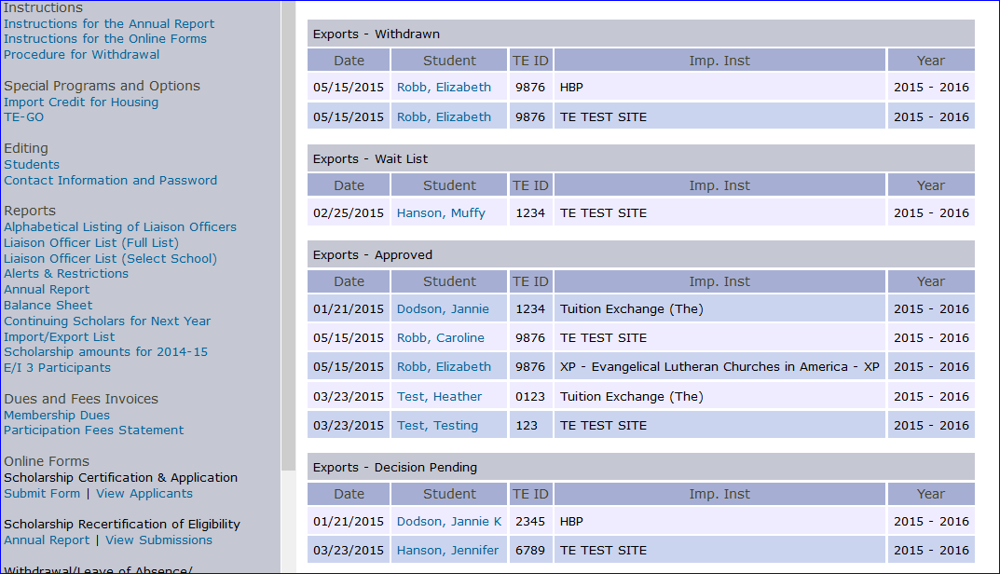 Instructions
Instructions for the Annual Report
Instructions for the Online Forms
Procedure for Withdrawal
Special Programs and Options
Import Credit for Housing
TE-GO
Editing
Students
Contact Information and Password
Reports
Alphabetical Listing of Liaison Officers
Liaison Officer List (Full List)
Liaison Officer List (Select School)
Alerts & Restrictions
Annual Report
Balance Sheet
Continuing Scholars for Next Year
Import/Export List
Scholarship amounts for 2014-15
E/I 3 Participants
Dues and Fees Invoices
Membership Dues
Participation Fees Statement
Online Forms
Scholarship Certification & Application
Submit Form | View Applicants
Scholarship Recertification of Eligibility
Annual Report | View Submissions
Withdrawal/Leave of Absence/
Exports - Withdrawn
Date Student TE ID Imp. Inst Year
05/15/2015 Robb, Elizabeth 9876 HBP 2015 - 2016
05/15/2015 Robb, Elizabeth 9876 TE TEST SITE 2015 - 2016
Exports - Wait List
Date Student TE ID Imp. Inst Year
02/25/2015 Hanson, Muffy 1234 TE TEST SITE 2015 - 2016
Exports - Approved
Date Student TE ID Imp. Inst Year
01/21/2015 Dodson, Jannie 1234 Tuition Exchange (The) 2015 - 2016
05/15/2015 Robb, Caroline 9876 TE TEST SITE 2015 - 2016
05/15/2015 Robb, Elizabeth 9876 XP - Evangelical Lutheran Churches in America - XP 2015 - 2016
03/23/2015 Test, Heather 0123 Tuition Exchange (The) 2015 - 2016
03/23/2015 Test, Testing 123 TE TEST SITE 2015 - 2016
Exports - Decision Pending
Date Student TE ID Imp. Inst Year
01/21/2015 Dodson, Jannie K 2345 HBP 2015 - 2016
03/23/2015 Hanson, Jennifer 6789 TE TEST SITE 2015 - 2016